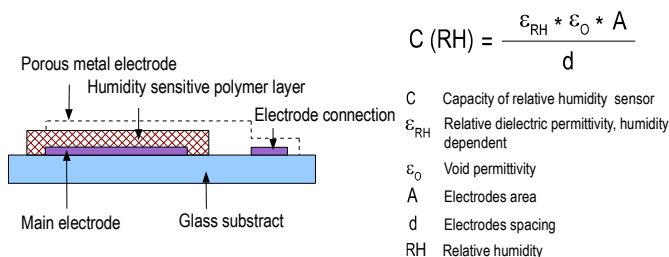 Porous metal electrode
Humidity sensitive polymer layer
Electrode connection
Main electrode
Glass substract
C (RH) = ε_RH * ε_O * A / d
C Capacity of relative humidity sensor
ε_RH Relative dielectric permittivity, humidity
dependent
ε_O Void permittivity
A Electrodes area
d Electrodes spacing
RH Relative humidity